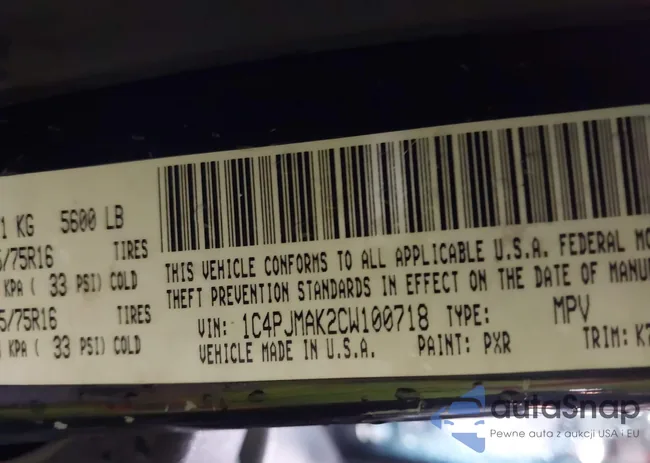 1 KG 5600 LB
/75R16 TIRES
KPA ( 33 PSI) COLD
5/75R16 TIRES
KPA ( 33 PSI) COLD
THIS VEHICLE CONFORMS TO ALL APPLICABLE U.S.A. FEDERAL MO
THEFT PREVENTION STANDARDS IN EFFECT ON THE DATE OF MANU
VIN: 1C4PJMAK2CW100718 TYPE: MPV
VEHICLE MADE IN U.S.A. PAINT: PXR TRIM: K7
autoSnap
Pewne auta z aukcji USA i EU